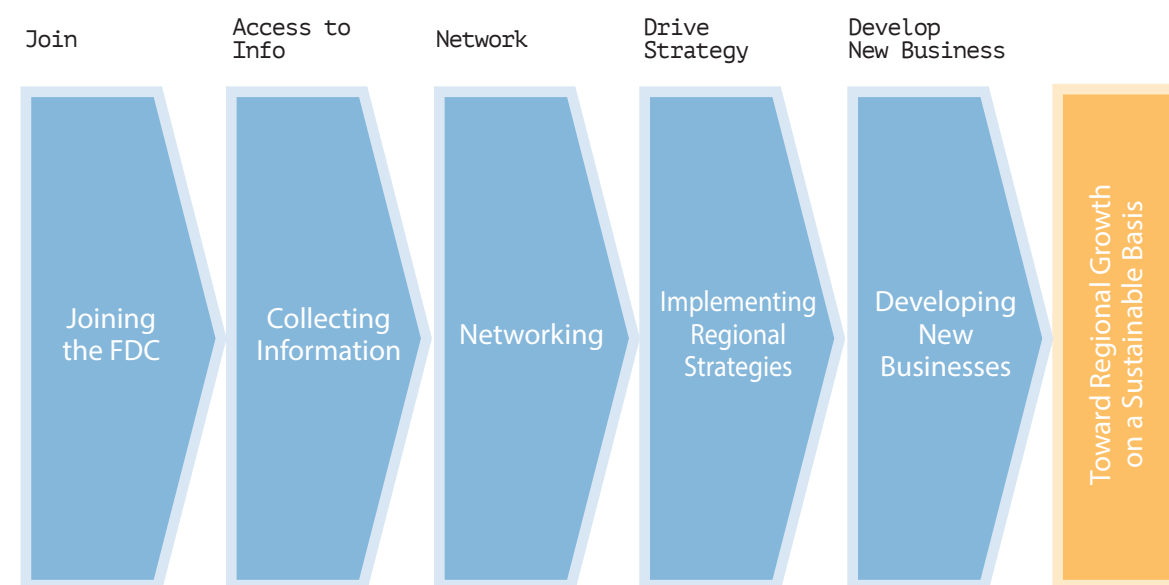 Join
Access to
Info
Network
Drive
Strategy
Develop
New Business
Joining
the FDC
Collecting
Information
Networking
Implementing
Regional
Strategies
Developing
New
Businesses
Toward Regional Growth
on a Sustainable Basis